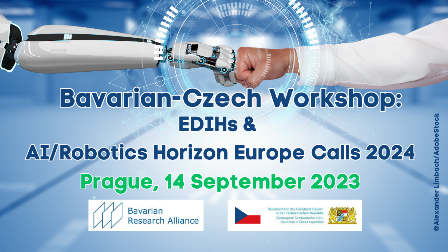 Bavarian-Czech Workshop:
EDIHs &
AI/Robotics Horizon Europe Calls 2024
Prague, 14 September 2023
Bavarian
Research Alliance
©Alexander Limbach/AdobeStock